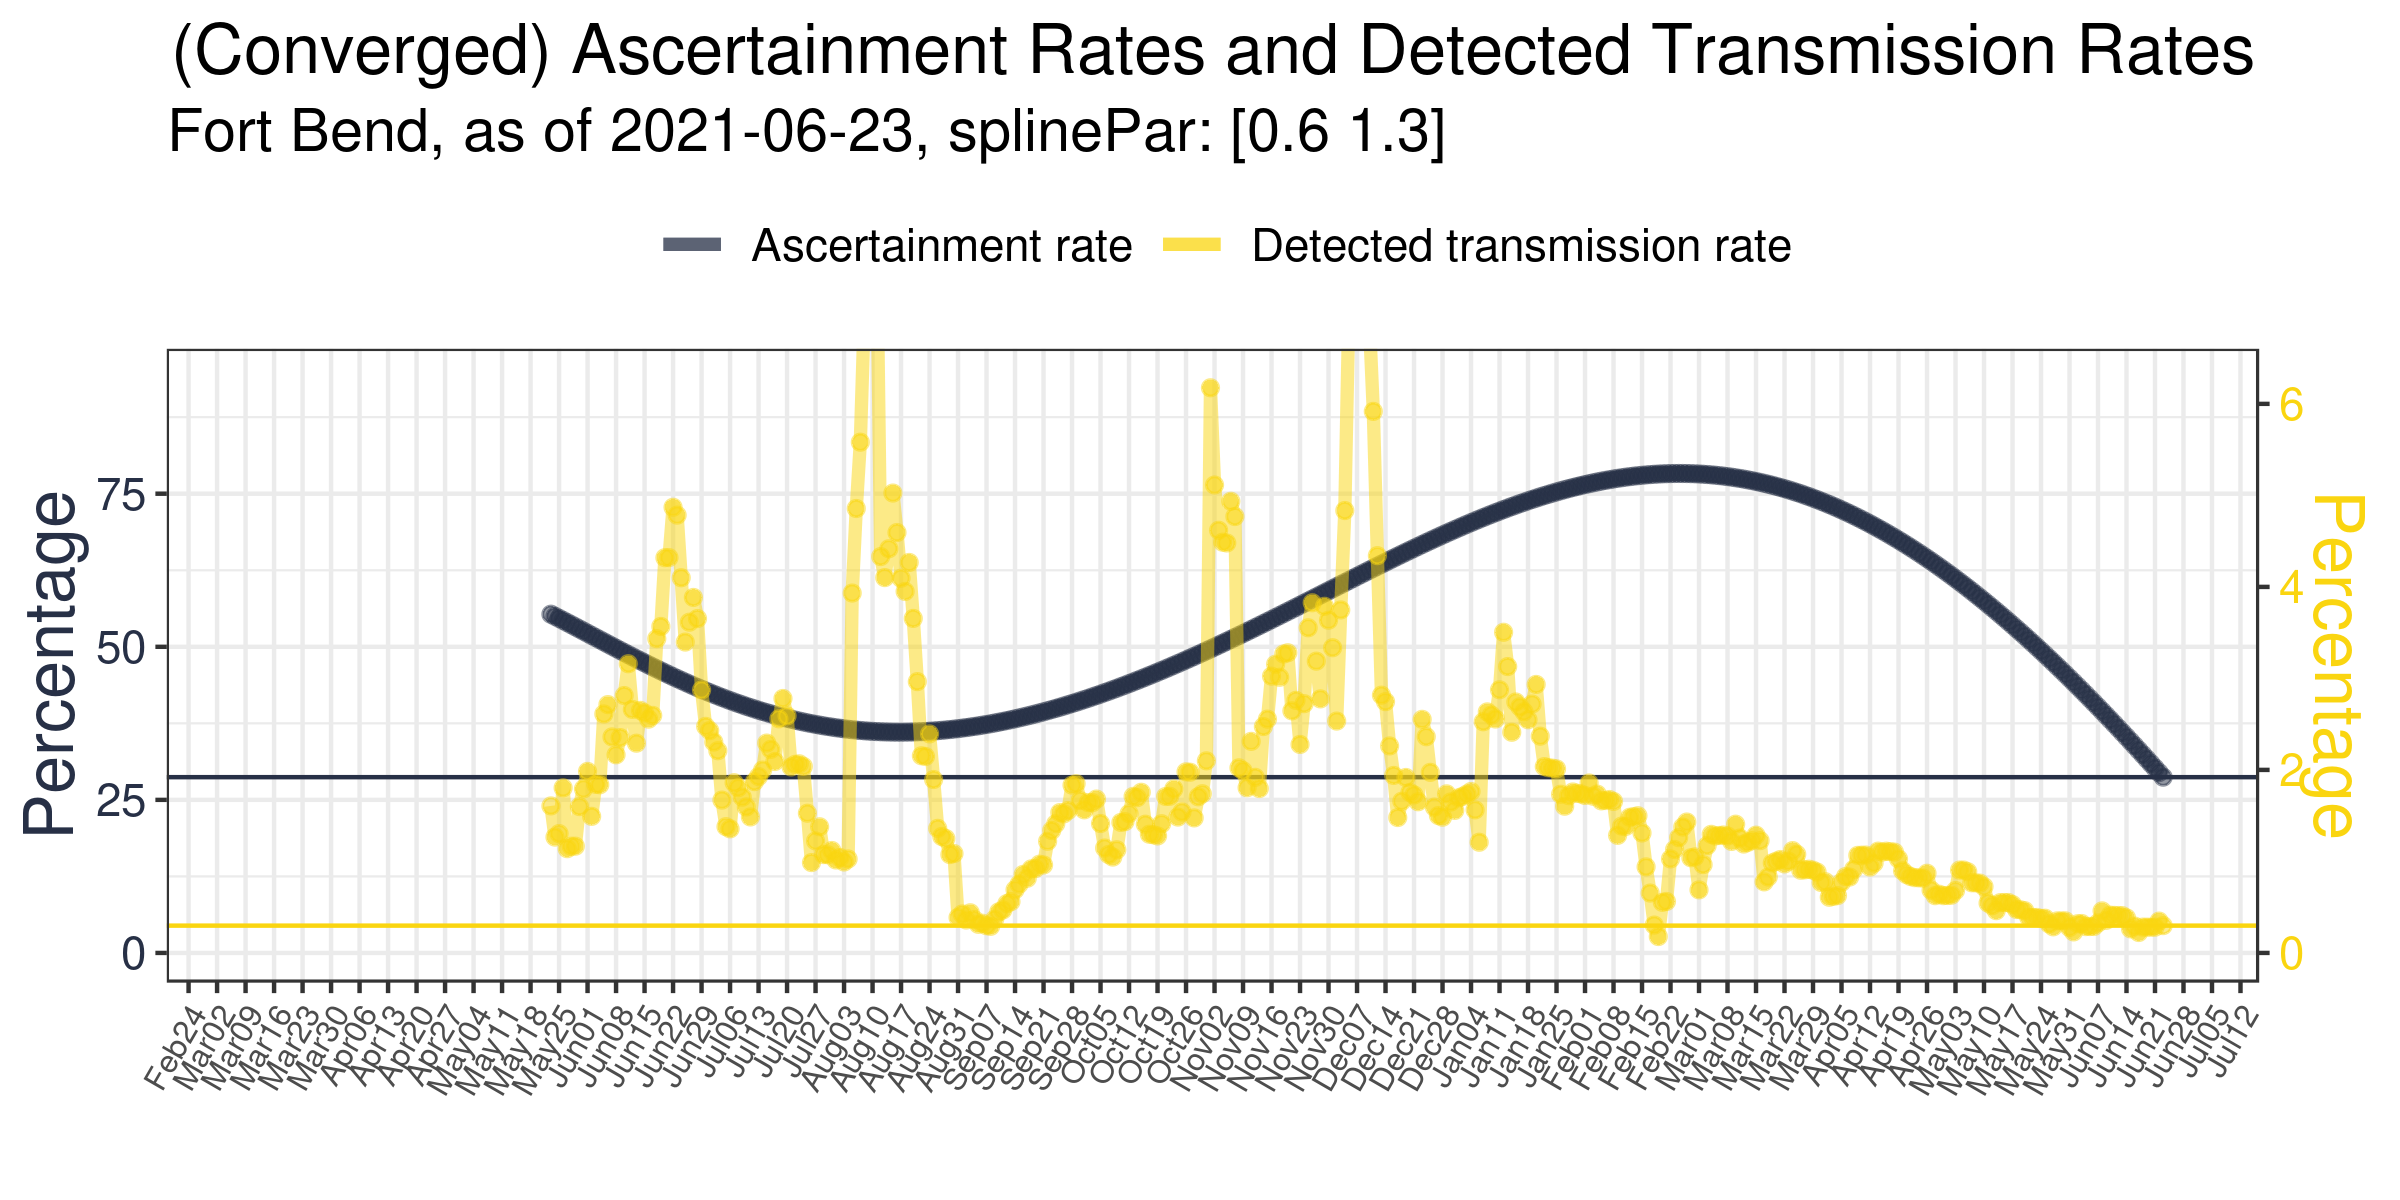 (Converged) Ascertainment Rates and Detected Transmission Rates
Fort Bend, as of 2021-06-23, splinePar: [0.6 1.3]
Ascertainment rate Detected transmission rate
Percentage
75
50
25
0
6
4
2
0
Percentage
Feb24 Mar02 Mar09 Mar16 Mar23 Mar30 Apr06 Apr13 Apr20 Apr27 May04 May11 May18 May25 Jun01 Jun08 Jun15 Jun22 Jun29 Jul06 Jul13 Jul20 Jul27 Aug03 Aug10 Aug17 Aug24 Aug31 Sep07 Sep14 Sep21 Sep28 Oct05 Oct12 Oct19 Oct26 Nov02 Nov09 Nov16 Nov23 Nov30 Dec07 Dec14 Dec21 Dec28 Jan04 Jan11 Jan18 Jan25 Feb01 Feb08 Feb15 Feb22 Mar01 Mar08 Mar15 Mar22 Mar29 Apr05 Apr12 Apr19 Apr26 May03 May10 May17 May24 May31 Jun07 Jun14 Jun21 Jun28 Jul05 Jul12